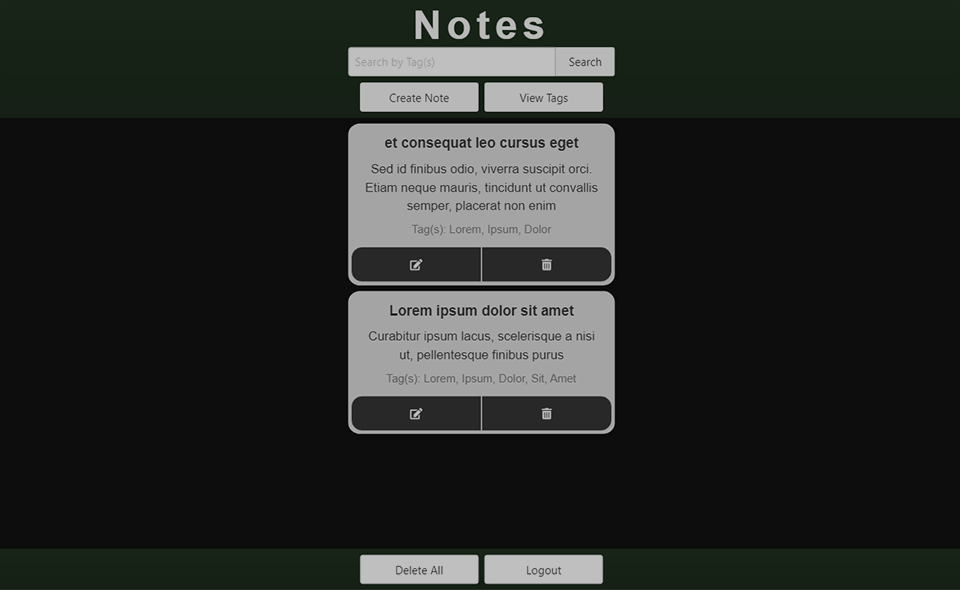 Notes
Search by Tag(s)
Search
Create Note
View Tags
et consequat leo cursus eget
Sed id finibus odio, viverra suscipit orci.
Etiam neque mauris, tincidunt ut convallis
semper, placerat non enim
Tag(s): Lorem, Ipsum, Dolor
Lorem ipsum dolor sit amet
Curabitur ipsum lacus, scelerisque a nisi
ut, pellentesque finibus purus
Tag(s): Lorem, Ipsum, Dolor, Sit, Amet
Delete All
Logout